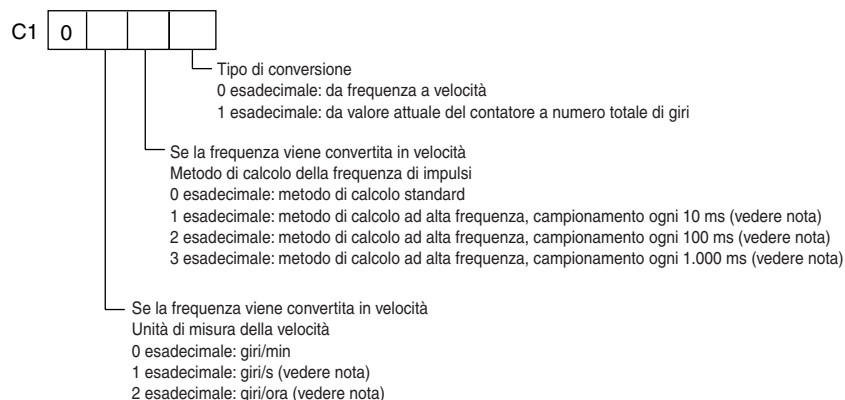 C1 0
Tipo di conversione
0 esadecimale: da frequenza a velocità
1 esadecimale: da valore attuale del contatore a numero totale di giri
Se la frequenza viene convertita in velocità
Metodo di calcolo della frequenza di impulsi
0 esadecimale: metodo di calcolo standard
1 esadecimale: metodo di calcolo ad alta frequenza, campionamento ogni 10 ms (vedere nota)
2 esadecimale: metodo di calcolo ad alta frequenza, campionamento ogni 100 ms (vedere nota)
3 esadecimale: metodo di calcolo ad alta frequenza, campionamento ogni 1.000 ms (vedere nota)
Se la frequenza viene convertita in velocità
Unità di misura della velocità
0 esadecimale: giri/min
1 esadecimale: giri/s (vedere nota)
2 esadecimale: giri/ora (vedere nota)